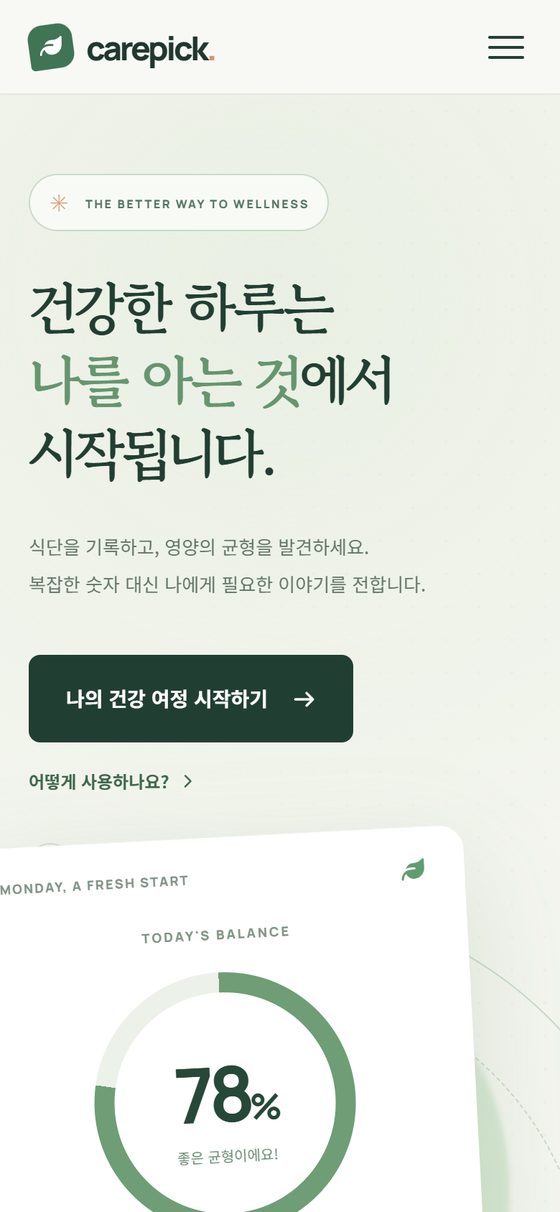 carepick.
THE BETTER WAY TO WELLNESS
건강한 하루는
나를 아는 것에서
시작됩니다.
식단을 기록하고, 영양의 균형을 발견하세요.
복잡한 숫자 대신 나에게 필요한 이야기를 전합니다.
나의 건강 여정 시작하기 →
어떻게 사용하나요? >
MONDAY, A FRESH START
TODAY'S BALANCE
78%
좋은 균형이에요!